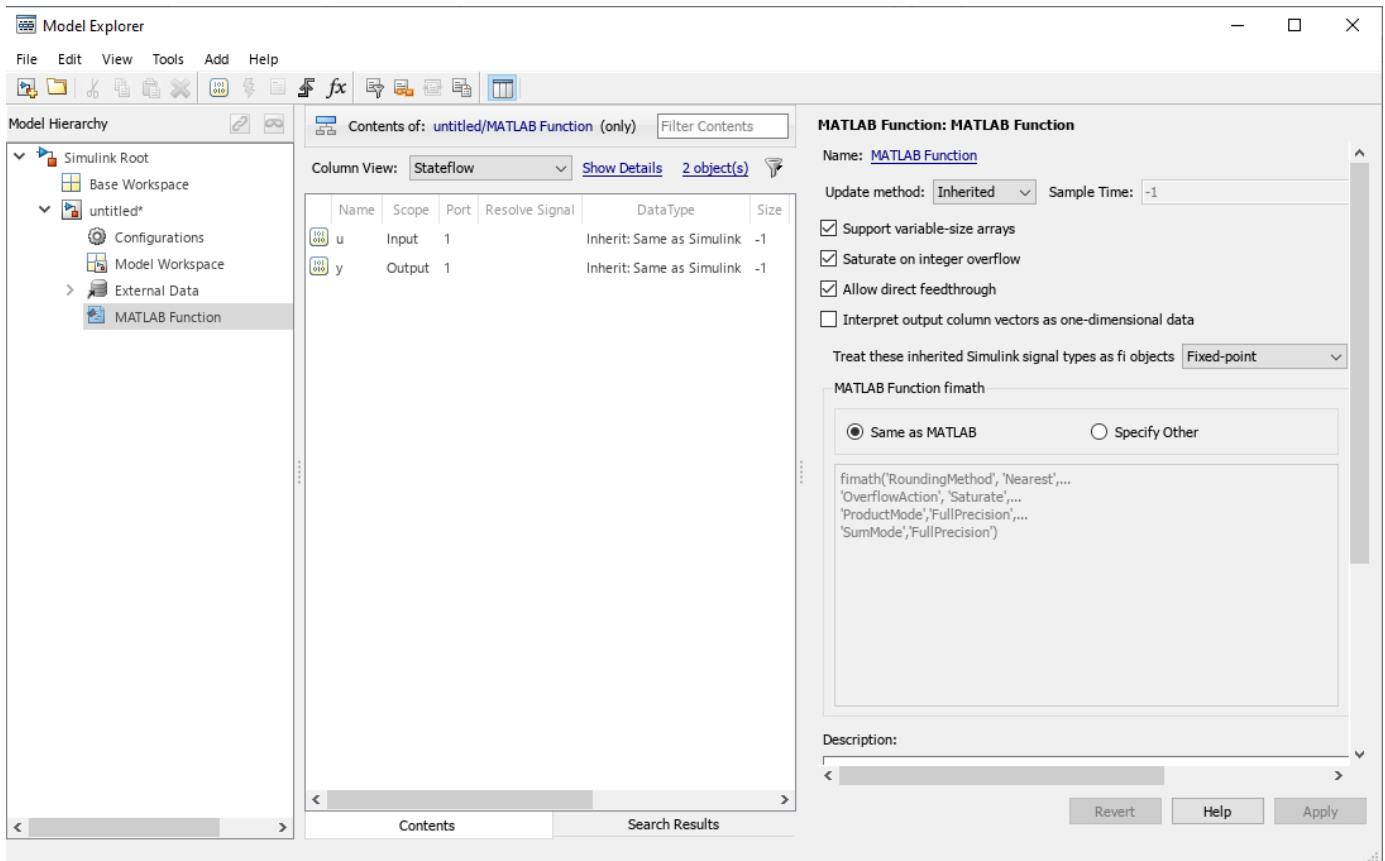 Model Explorer
File Edit View Tools Add Help
fx
Model Hierarchy
Simulink Root
Base Workspace
untitled*
Configurations
Model Workspace
External Data
MATLAB Function
Contents of: untitled/MATLAB Function (only) Filter Contents
Column View: Stateflow Show Details 2 object(s)
Name Scope Port Resolve Signal DataType Size
u Input 1 Inherit: Same as Simulink -1
y Output 1 Inherit: Same as Simulink -1
Contents Search Results
MATLAB Function: MATLAB Function
Name: MATLAB Function
Update method: Inherited Sample Time: -1
Support variable-size arrays
Saturate on integer overflow
Allow direct feedthrough
Interpret output column vectors as one-dimensional data
Treat these inherited Simulink signal types as fi objects Fixed-point
MATLAB Function fimath
Same as MATLAB Specify Other
fimath('RoundingMethod', 'Nearest',...
'OverflowAction', 'Saturate',...
'ProductMode','FullPrecision',...
'SumMode','FullPrecision')
Description:
Revert Help Apply